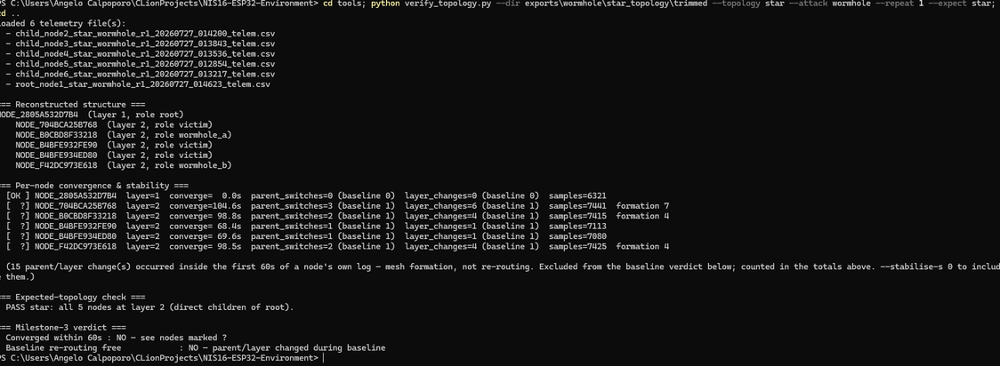 PS C:\Users\Angelo Calpoporo\CLionProjects\NIS16-ESP32-Environment> cd tools; python verify_topology.py --dir exports\wormhole\star_topology\trimmed --topology star --attack wormhole --repeat 1 --expect star;
cd ..
oaded 6 telemetry file(s):
- child_node2_star_wormhole_r1_20260727_014200_telem.csv
- child_node3_star_wormhole_r1_20260727_013843_telem.csv
- child_node4_star_wormhole_r1_20260727_013536_telem.csv
- child_node5_star_wormhole_r1_20260727_012854_telem.csv
- child_node6_star_wormhole_r1_20260727_013217_telem.csv
- root_node1_star_wormhole_r1_20260727_014623_telem.csv
=== Reconstructed structure ===
NODE_2805A532D7B4 (layer 1, role root)
NODE_704BCA25B768 (layer 2, role victim)
NODE_B0CBD8F33218 (layer 2, role wormhole_a)
NODE_B4BFE932FE90 (layer 2, role victim)
NODE_B4BFE934ED80 (layer 2, role victim)
NODE_F42DC973E618 (layer 2, role wormhole_b)
=== Per-node convergence & stability ===
[OK ] NODE_2805A532D7B4 layer=1 converge= 0.0s parent_switches=0 (baseline 0) layer_changes=0 (baseline 0) samples=6321
[ ?] NODE_704BCA25B768 layer=2 converge=104.6s parent_switches=3 (baseline 1) layer_changes=6 (baseline 1) samples=7441 formation 7
[ ?] NODE_B0CBD8F33218 layer=2 converge= 98.8s parent_switches=2 (baseline 1) layer_changes=4 (baseline 1) samples=7415 formation 4
[ ?] NODE_B4BFE932FE90 layer=2 converge= 68.4s parent_switches=1 (baseline 1) layer_changes=1 (baseline 1) samples=7113
[ ?] NODE_B4BFE934ED80 layer=2 converge= 69.6s parent_switches=1 (baseline 1) layer_changes=1 (baseline 1) samples=7080
[ ?] NODE_F42DC973E618 layer=2 converge= 98.5s parent_switches=2 (baseline 1) layer_changes=4 (baseline 1) samples=7425 formation 4
(15 parent/layer change(s) occurred inside the first 60s of a node's own log — mesh formation, not re-routing. Excluded from the baseline verdict below; counted in the totals above. --stabilise-s 0 to includ
e them.)
=== Expected-topology check ===
PASS star: all 5 nodes at layer 2 (direct children of root).
=== Milestone-3 verdict ===
Converged within 60s : NO — see nodes marked ?
Baseline re-routing free : NO — parent/layer changed during baseline
PS C:\Users\Angelo Calpoporo\CLionProjects\NIS16-ESP32-Environment>